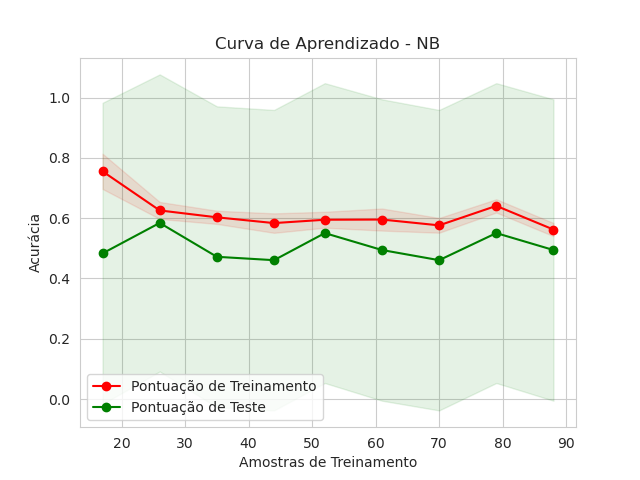 Curva de Aprendizado - NB
Acurácia
1.0
0.8
0.6
0.4
0.2
0.0
Pontuação de Treinamento
Pontuação de Teste
20 30 40 50 60 70 80 90
Amostras de Treinamento